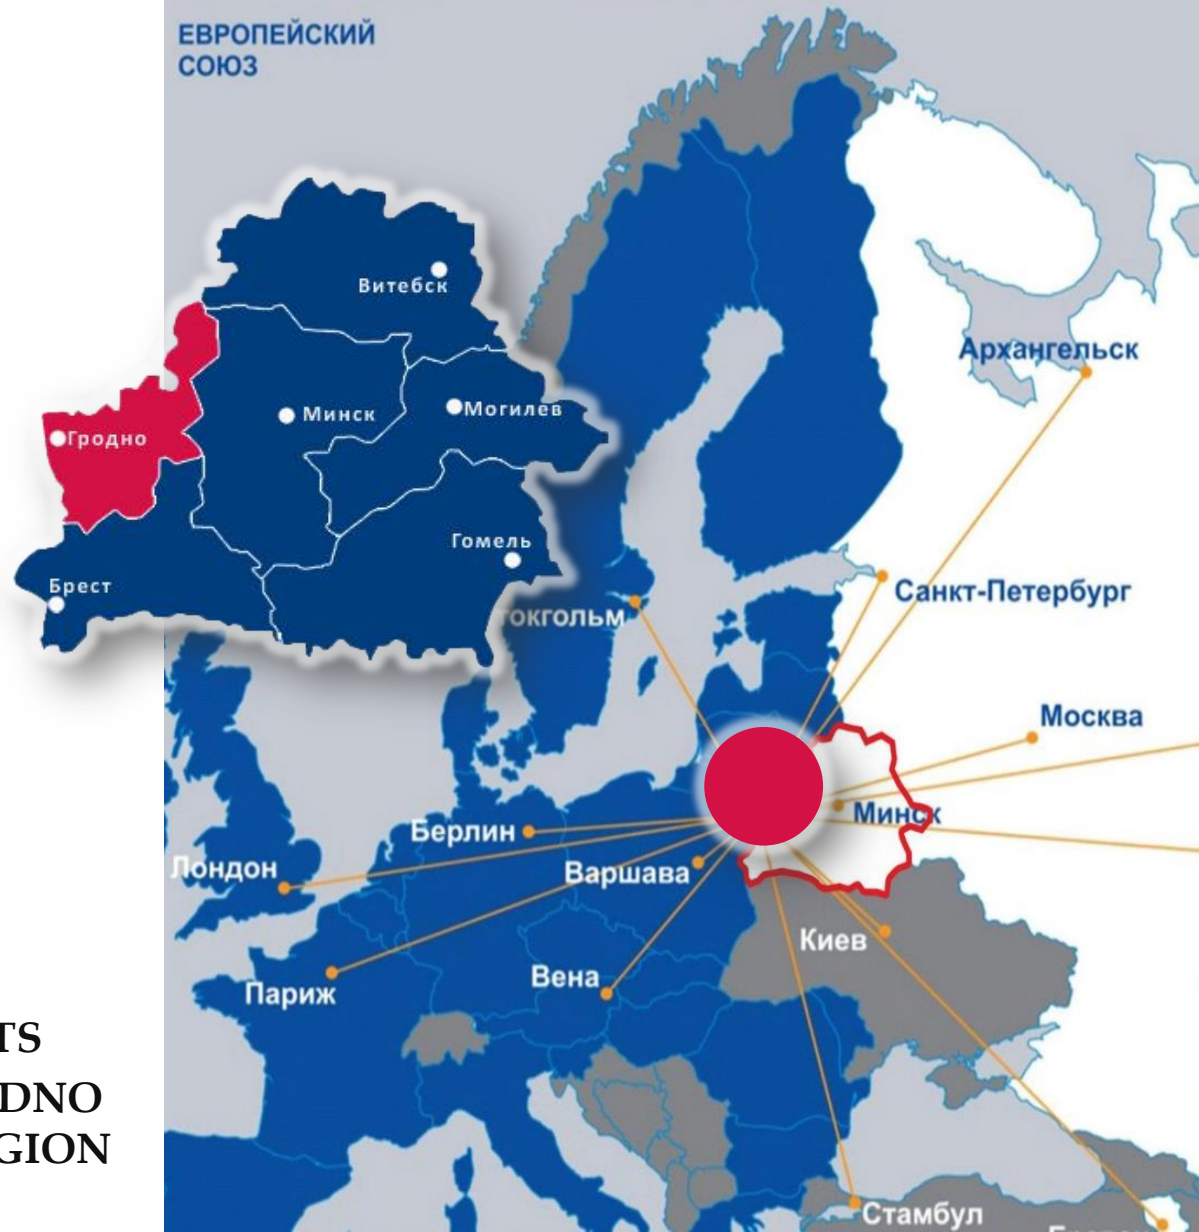 ЕВРОПЕЙСКИЙ
СОЮЗ
Витебск
Архангельск
Минск
Могилев
Гродно
Гомель
Брест
Санкт-Петербург
токгольм
Москва
Минск
Берлин
Лондон
Варшава
Киев
Вена
Париж
TS
DNO
GION
Стамбул